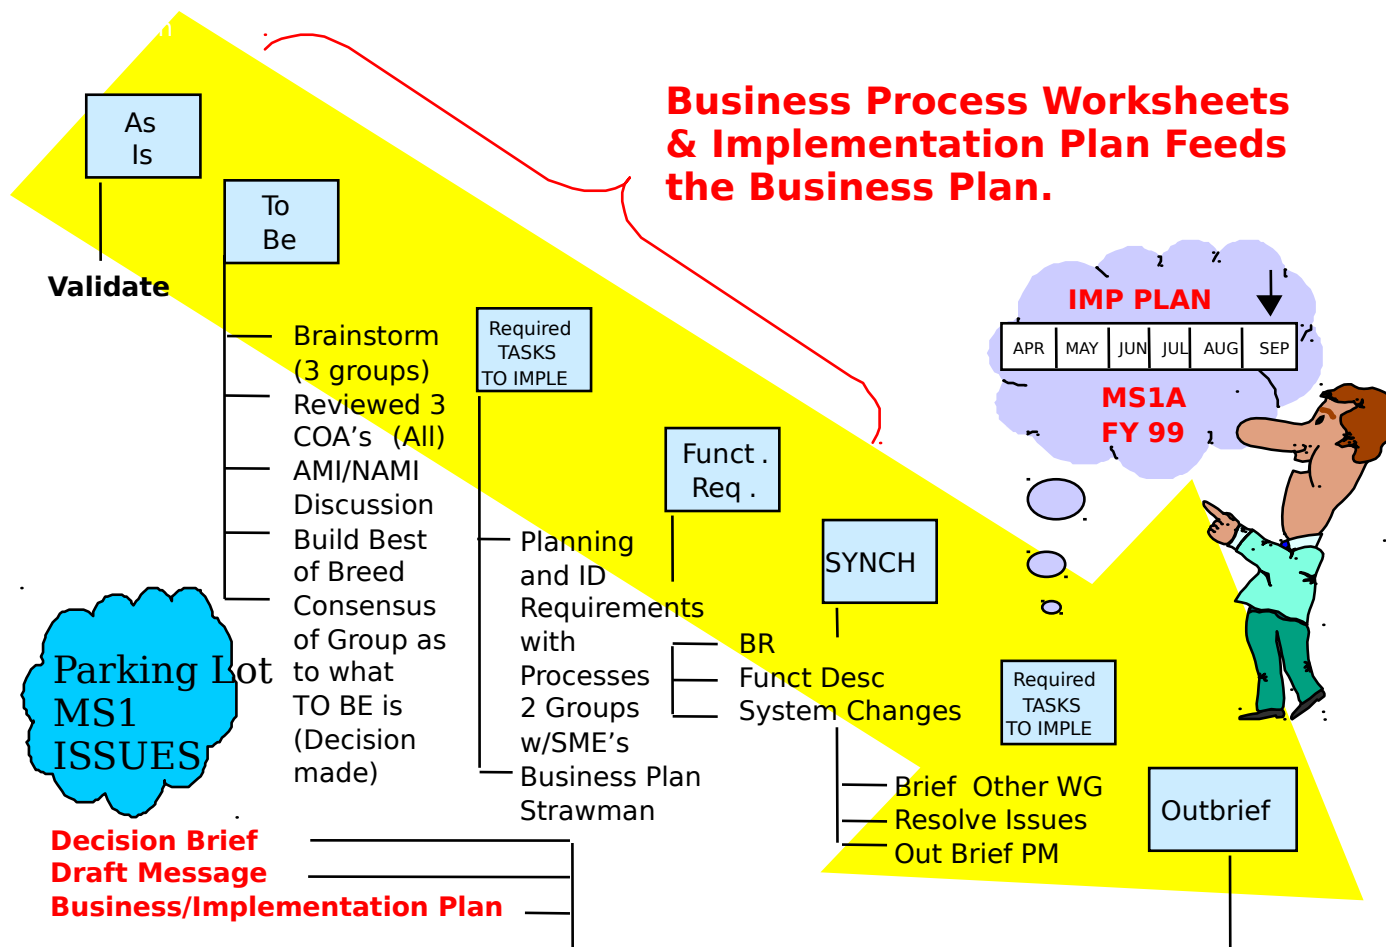 Business Process Worksheets
& Implementation Plan Feeds
the Business Plan.
As
Is
Validate
To
Be
Brainstorm
(3 groups)
Reviewed 3
COA’s (All)
AMI/NAMI
Discussion
Build Best
of Breed
Consensus
of Group as
to what
TO BE is
(Decision
made)
Required
TASKS
TO IMPLE
Planning
and ID
Requirements
with
Processes
2 Groups
w/SME’s
Business Plan
Strawman
Funct .
Req .
BR
Funct Desc
System Changes
SYNCH
Brief Other WG
Resolve Issues
Out Brief PM
Required
TASKS
TO IMPLE
Outbrief
IMP PLAN
APR MAY JUN JUL AUG SEP
MS1A
FY 99
Parking Lot
MS1
ISSUES
Decision Brief
Draft Message
Business/Implementation Plan